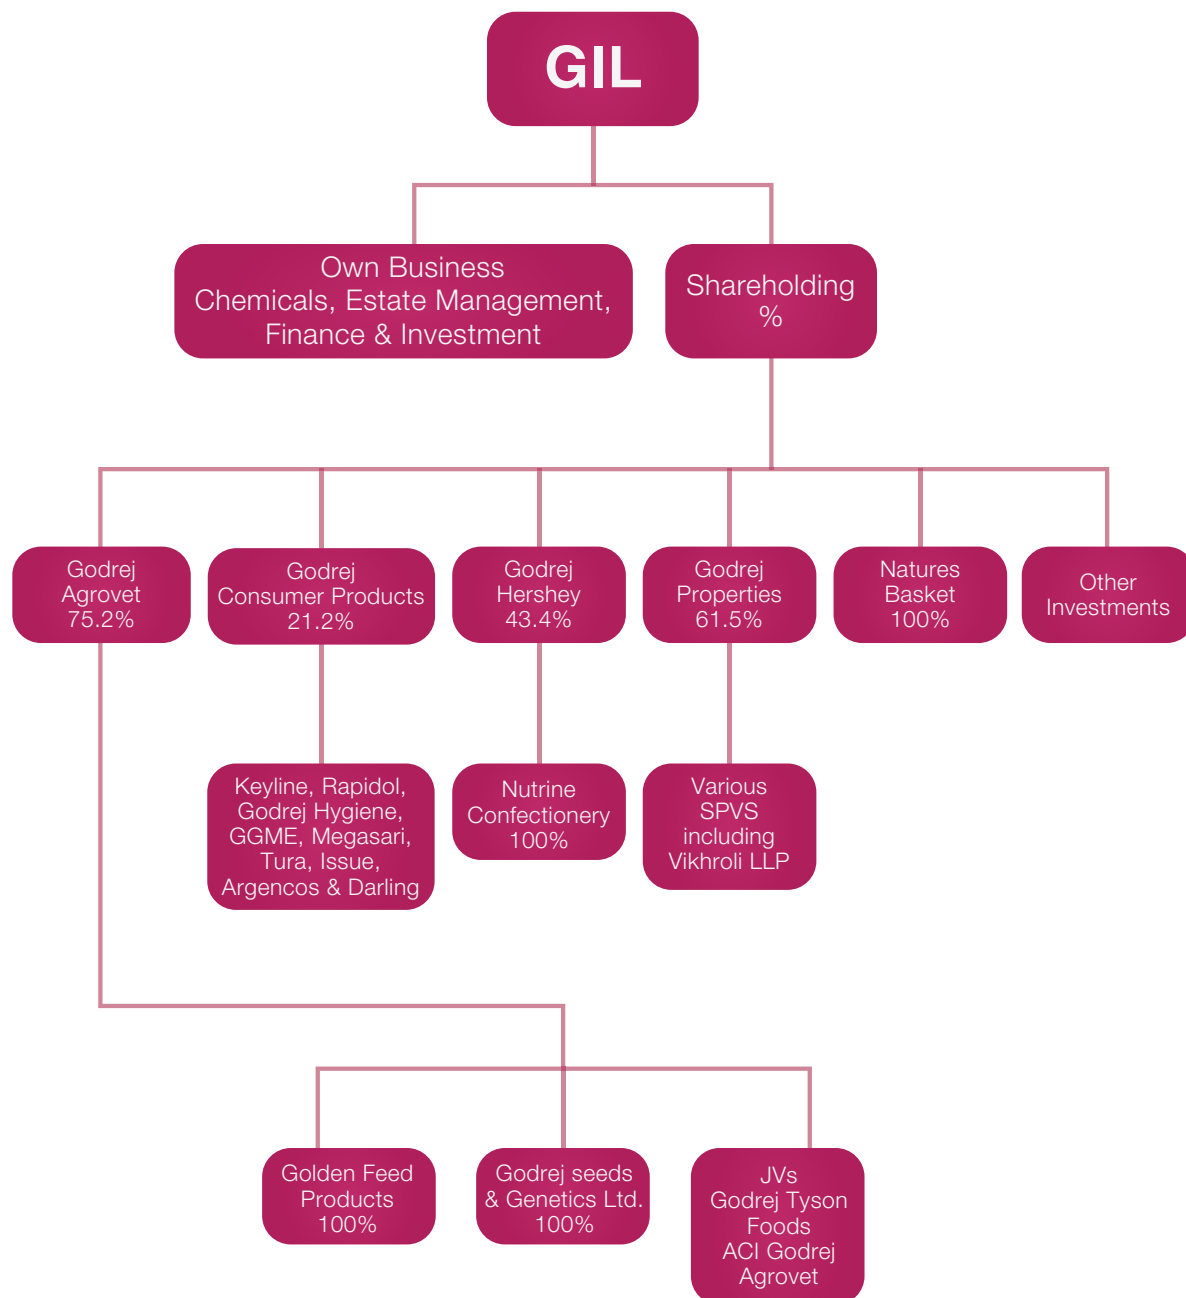 GIL
Own Business
Chemicals, Estate Management,
Finance & Investment
Shareholding
%
Godrej
Agrovet
75.2%
Godrej
Consumer Products
21.2%
Godrej
Hershey
43.4%
Godrej
Properties
61.5%
Natures
Basket
100%
Other
Investments
Keyline, Rapidol,
Godrej Hygiene,
GGME, Megasari,
Tura, Issue,
Argencos & Darling
Nutrine
Confectionery
100%
Various
SPVS
including
Vikhroli LLP
Golden Feed
Products
100%
Godrej seeds
& Genetics Ltd.
100%
JVs
Godrej Tyson
Foods
ACI Godrej
Agrovet